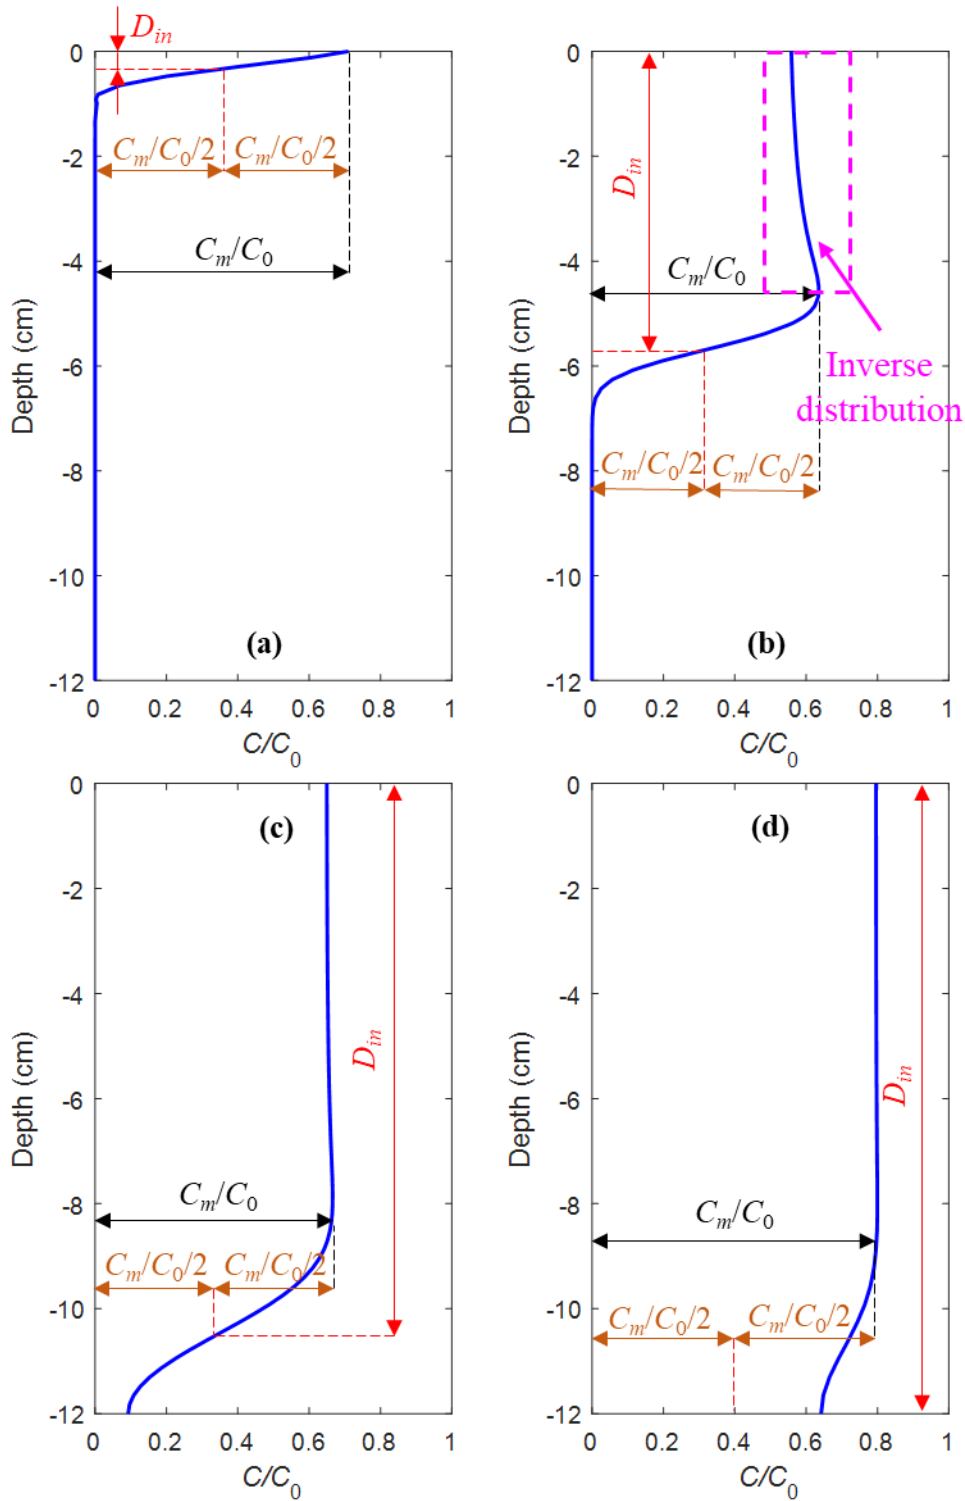 D_in
0
-2
-4
-6
-8
-10
-12
Depth (cm)
C_m/C_0/2 C_m/C_0/2
C_m/C_0
(a)
0 0.2 0.4 0.6 0.8 1
C/C_0
0
-2
-4
-6
-8
-10
-12
Depth (cm)
D_in
C_m/C_0
Inverse
distribution
C_m/C_0/2 C_m/C_0/2
(b)
0 0.2 0.4 0.6 0.8 1
C/C_0
0
-2
-4
-6
-8
-10
-12
Depth (cm)
(c)
D_in
C_m/C_0
C_m/C_0/2 C_m/C_0/2
0 0.2 0.4 0.6 0.8 1
C/C_0
0
-2
-4
-6
-8
-10
-12
Depth (cm)
(d)
D_in
C_m/C_0
C_m/C_0/2 C_m/C_0/2
0 0.2 0.4 0.6 0.8 1
C/C_0